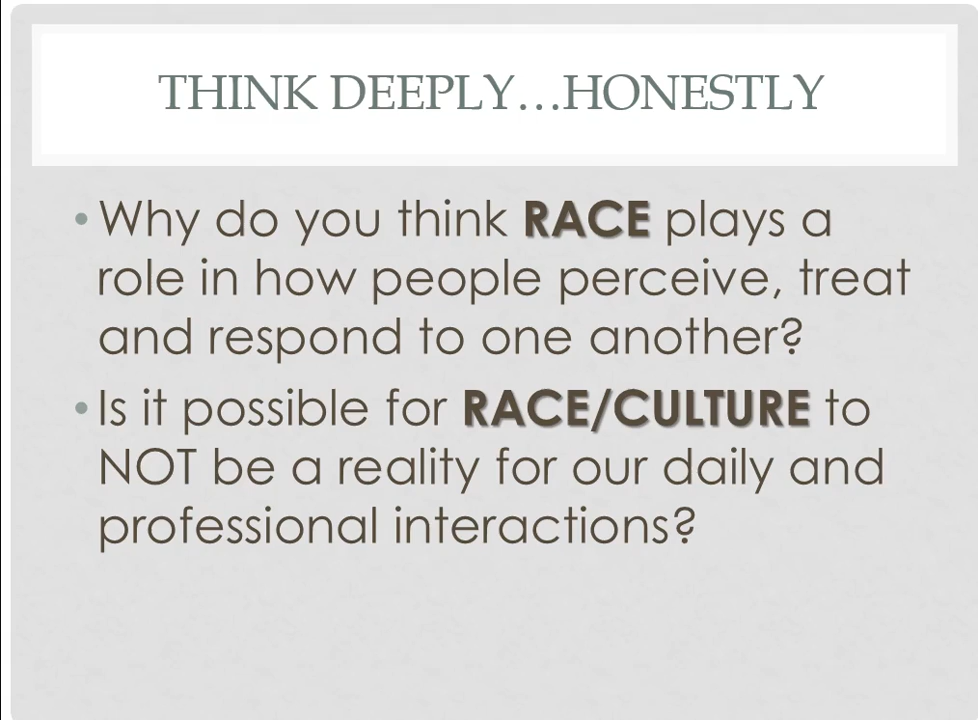 THINK DEEPLY…HONESTLY
• Why do you think RACE plays a
role in how people perceive, treat
and respond to one another?
• Is it possible for RACE/CULTURE to
NOT be a reality for our daily and
professional interactions?